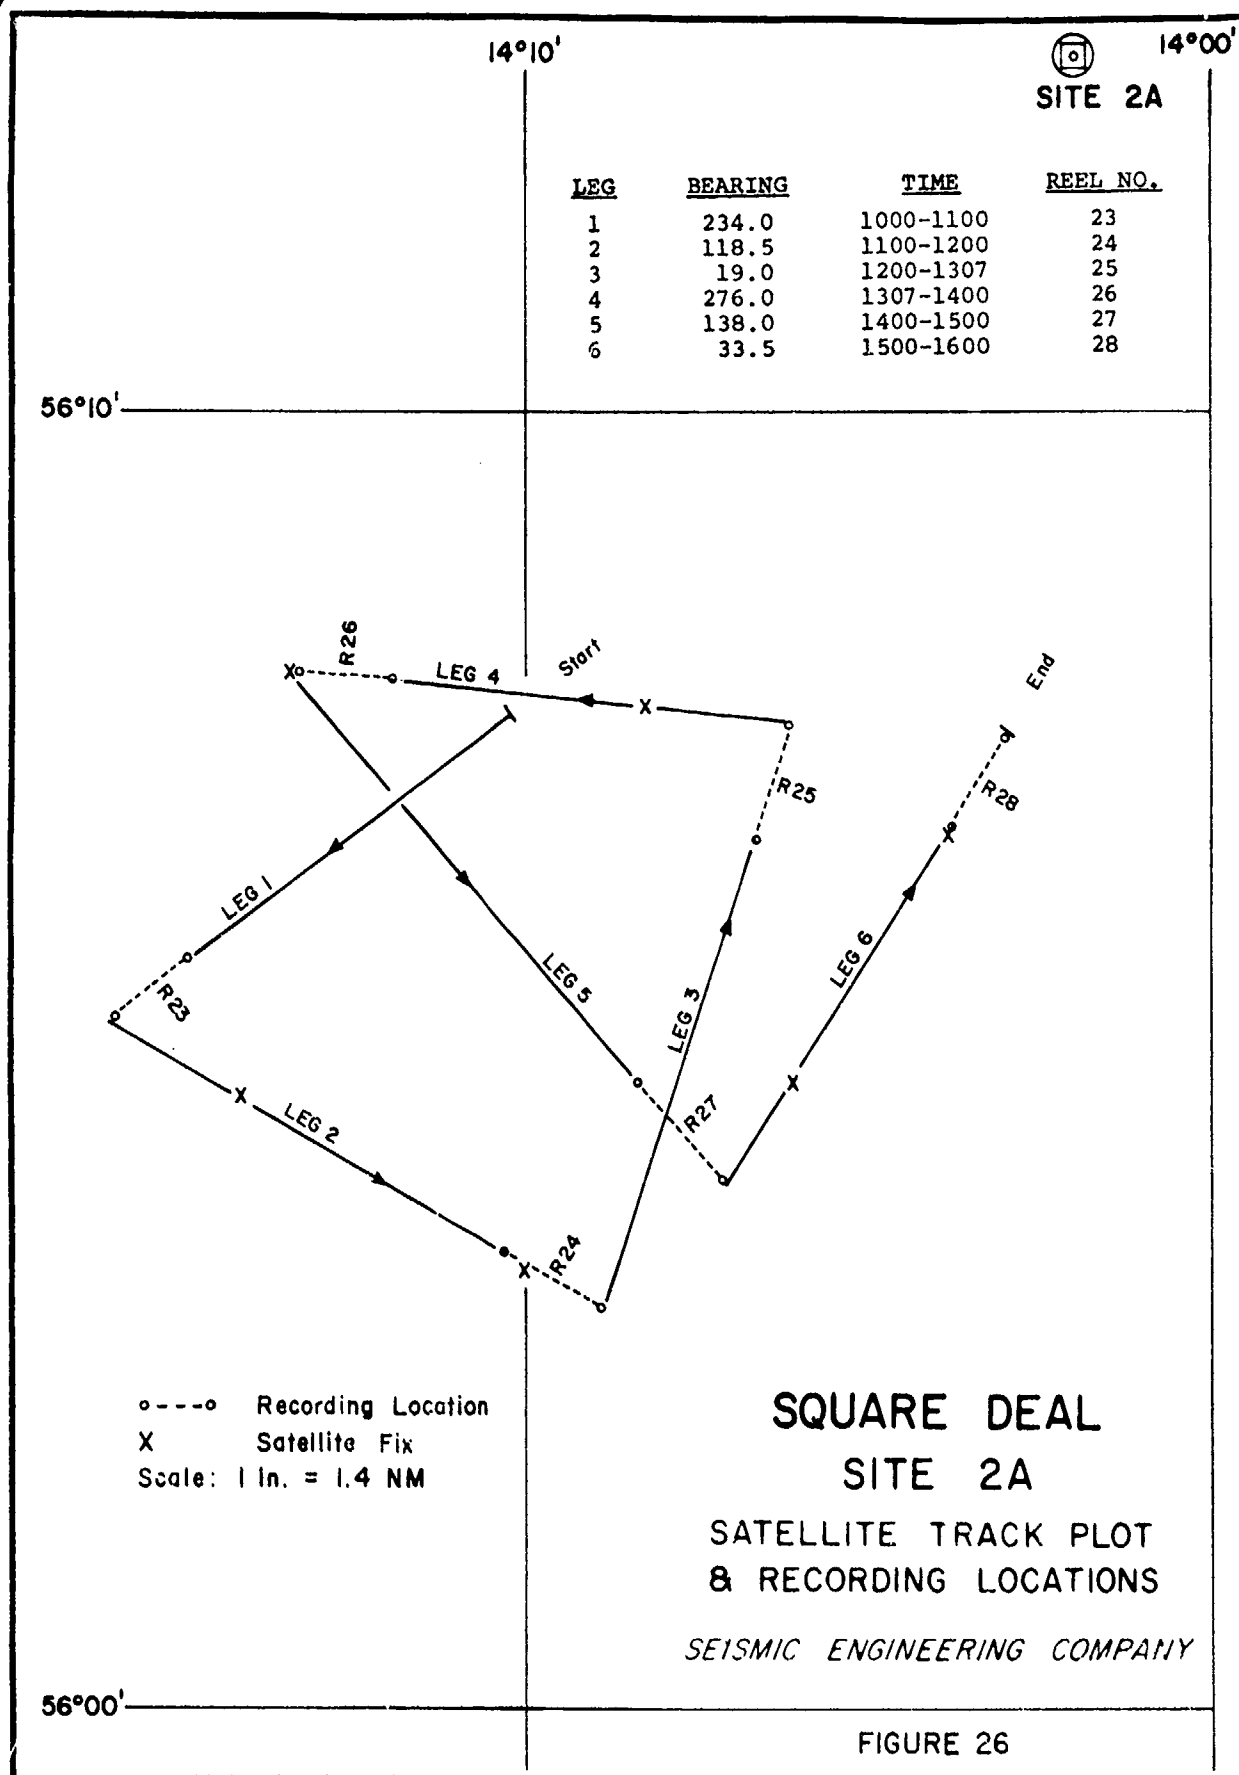 14°10'
14°00'
SITE 2A
LEG BEARING TIME REEL NO.
1 234.0 1000-1100 23
2 118.5 1100-1200 24
3 19.0 1200-1307 25
4 276.0 1307-1400 26
5 138.0 1400-1500 27
6 33.5 1500-1600 28
56°10'
R26
LEG 4
Start
End
R25
R28
LEG 1
LEG 6
LEG 5
R23
LEG 3
R27
LEG 2
R24
o---o Recording Location
X Satellite Fix
Scale: 1 in. = 1.4 NM
SQUARE DEAL
SITE 2A
SATELLITE TRACK PLOT
& RECORDING LOCATIONS
SEISMIC ENGINEERING COMPANY
56°00'
FIGURE 26